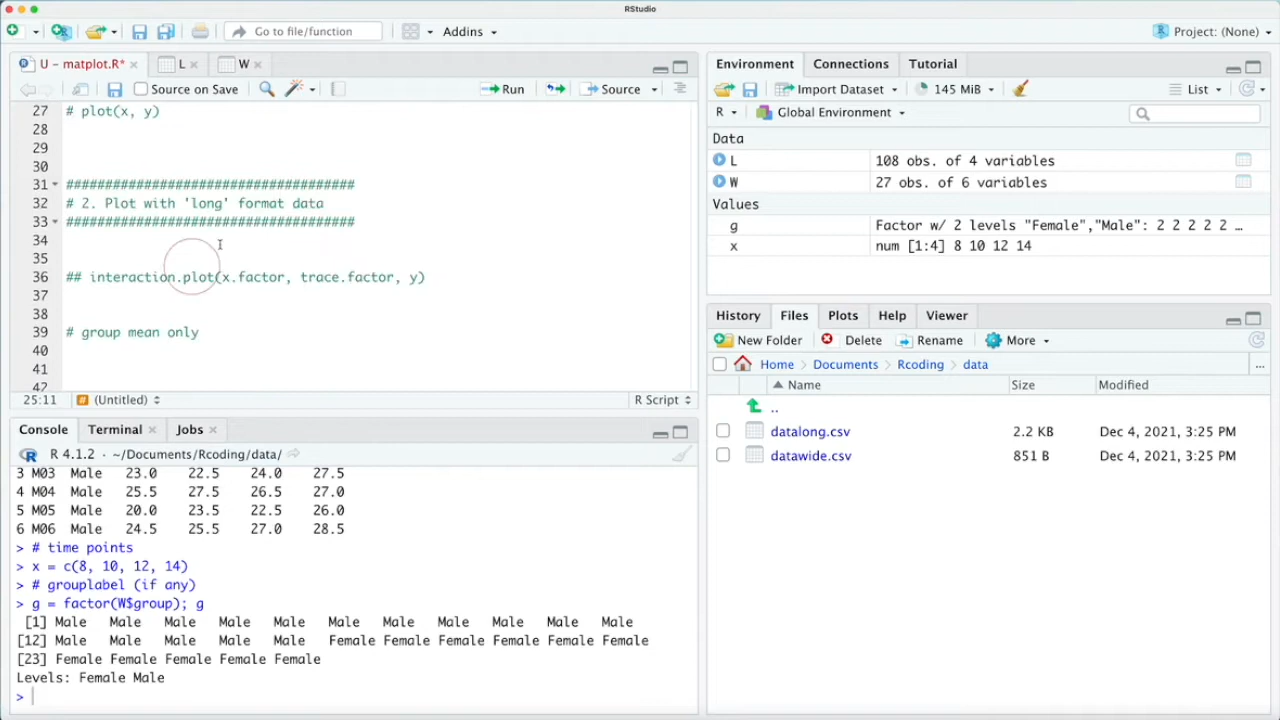 RStudio
Go to file/function
Addins
Project: (None)
U - matplot.R*
L
W
Source on Save
Run
Source
27 # plot(x, y)
28
29
30
31 #####################################
32 # 2. Plot with 'long' format data
33 #####################################
34
35
36 ## interaction.plot(x.factor, trace.factor, y)
37
38
39 # group mean only
40
41
42
25:11 (Untitled) R Script
Console Terminal Jobs
R 4.1.2 · ~/Documents/Rcoding/data/
3 M03 Male 23.0 22.5 24.0 27.5
4 M04 Male 25.5 27.5 26.5 27.0
5 M05 Male 20.0 23.5 22.5 26.0
6 M06 Male 24.5 25.5 27.0 28.5
> # time points
> x = c(8, 10, 12, 14)
> # grouplabel (if any)
> g = factor(W$group); g
[1] Male Male Male Male Male Male Male Male Male Male Male
[12] Male Male Male Male Male Female Female Female Female Female Female
[23] Female Female Female Female Female
Levels: Female Male
>
Environment Connections Tutorial
Import Dataset 145 MiB List
R Global Environment
Data
L 108 obs. of 4 variables
W 27 obs. of 6 variables
Values
g Factor w/ 2 levels "Female","Male": 2 2 2 2 2 …
x num [1:4] 8 10 12 14
History Files Plots Help Viewer
New Folder Delete Rename More
Home Documents Rcoding data ...
Name Size Modified
..
datalong.csv 2.2 KB Dec 4, 2021, 3:25 PM
datawide.csv 851 B Dec 4, 2021, 3:25 PM